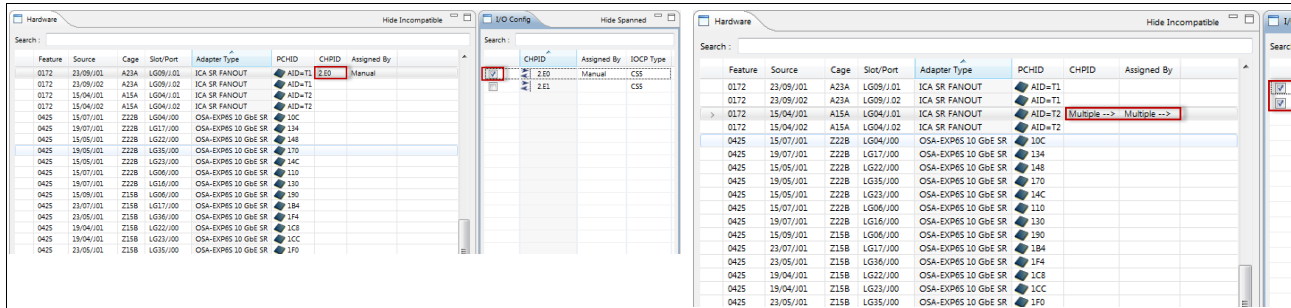 Hardware Hide Incompatible
Search :
Feature Source Cage Slot/Port Adapter Type PCHID CHPID Assigned By
0172 23/09/J01 A23A LG09/J.01 ICA SR FANOUT AID=T1 2.E0 Manual
0172 23/09/J02 A23A LG09/J.02 ICA SR FANOUT AID=T1
0172 15/04/J01 A15A LG04/J.01 ICA SR FANOUT AID=T2
0172 15/04/J02 A15A LG04/J.02 ICA SR FANOUT AID=T2
0425 15/07/J01 Z22B LG04/J00 OSA-EXP6S 10 GbE SR 10C
0425 19/07/J01 Z22B LG17/J00 OSA-EXP6S 10 GbE SR 134
0425 15/05/J01 Z22B LG22/J00 OSA-EXP6S 10 GbE SR 148
0425 19/05/J01 Z22B LG35/J00 OSA-EXP6S 10 GbE SR 170
0425 15/05/J01 Z22B LG23/J00 OSA-EXP6S 10 GbE SR 14C
0425 15/07/J01 Z22B LG06/J00 OSA-EXP6S 10 GbE SR 110
0425 19/07/J01 Z22B LG16/J00 OSA-EXP6S 10 GbE SR 130
0425 15/09/J01 Z15B LG06/J00 OSA-EXP6S 10 GbE SR 190
0425 23/07/J01 Z15B LG17/J00 OSA-EXP6S 10 GbE SR 1B4
0425 23/05/J01 Z15B LG36/J00 OSA-EXP6S 10 GbE SR 1F4
0425 19/04/J01 Z15B LG22/J00 OSA-EXP6S 10 GbE SR 1C8
0425 19/04/J01 Z15B LG23/J00 OSA-EXP6S 10 GbE SR 1CC
0425 23/05/J01 Z15B LG35/J00 OSA-EXP6S 10 GbE SR 1F0
I/O Config Hide Spanned
Search :
CHPID Assigned By IOCP Type
2.E0 Manual CS5
2.E1 CS5
Hardware Hide Incompatible
Search :
Feature Source Cage Slot/Port Adapter Type PCHID CHPID Assigned By
0172 23/09/J01 A23A LG09/J.01 ICA SR FANOUT AID=T1
0172 23/09/J02 A23A LG09/J.02 ICA SR FANOUT AID=T1
> 0172 15/04/J01 A15A LG04/J.01 ICA SR FANOUT AID=T2 Multiple --> Multiple -->
0172 15/04/J02 A15A LG04/J.02 ICA SR FANOUT AID=T2
0425 15/07/J01 Z22B LG04/J00 OSA-EXP6S 10 GbE SR 10C
0425 19/07/J01 Z22B LG17/J00 OSA-EXP6S 10 GbE SR 134
0425 15/05/J01 Z22B LG22/J00 OSA-EXP6S 10 GbE SR 148
0425 19/05/J01 Z22B LG35/J00 OSA-EXP6S 10 GbE SR 170
0425 15/05/J01 Z22B LG23/J00 OSA-EXP6S 10 GbE SR 14C
0425 15/07/J01 Z22B LG06/J00 OSA-EXP6S 10 GbE SR 110
0425 19/07/J01 Z22B LG16/J00 OSA-EXP6S 10 GbE SR 130
0425 15/09/J01 Z15B LG06/J00 OSA-EXP6S 10 GbE SR 190
0425 23/07/J01 Z15B LG17/J00 OSA-EXP6S 10 GbE SR 1B4
0425 23/05/J01 Z15B LG36/J00 OSA-EXP6S 10 GbE SR 1F4
0425 19/04/J01 Z15B LG22/J00 OSA-EXP6S 10 GbE SR 1C8
0425 19/04/J01 Z15B LG23/J00 OSA-EXP6S 10 GbE SR 1CC
0425 23/05/J01 Z15B LG35/J00 OSA-EXP6S 10 GbE SR 1F0